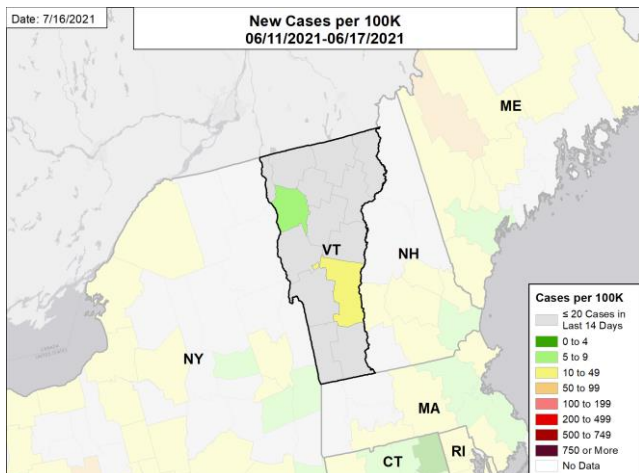 Date: 7/16/2021
New Cases per 100K
06/11/2021-06/17/2021
ME
VT
NH
NY
MA
CT
RI
Cases per 100K
≤ 20 Cases in
Last 14 Days
0 to 4
5 to 9
10 to 49
50 to 99
100 to 199
200 to 499
500 to 749
750 or More
No Data